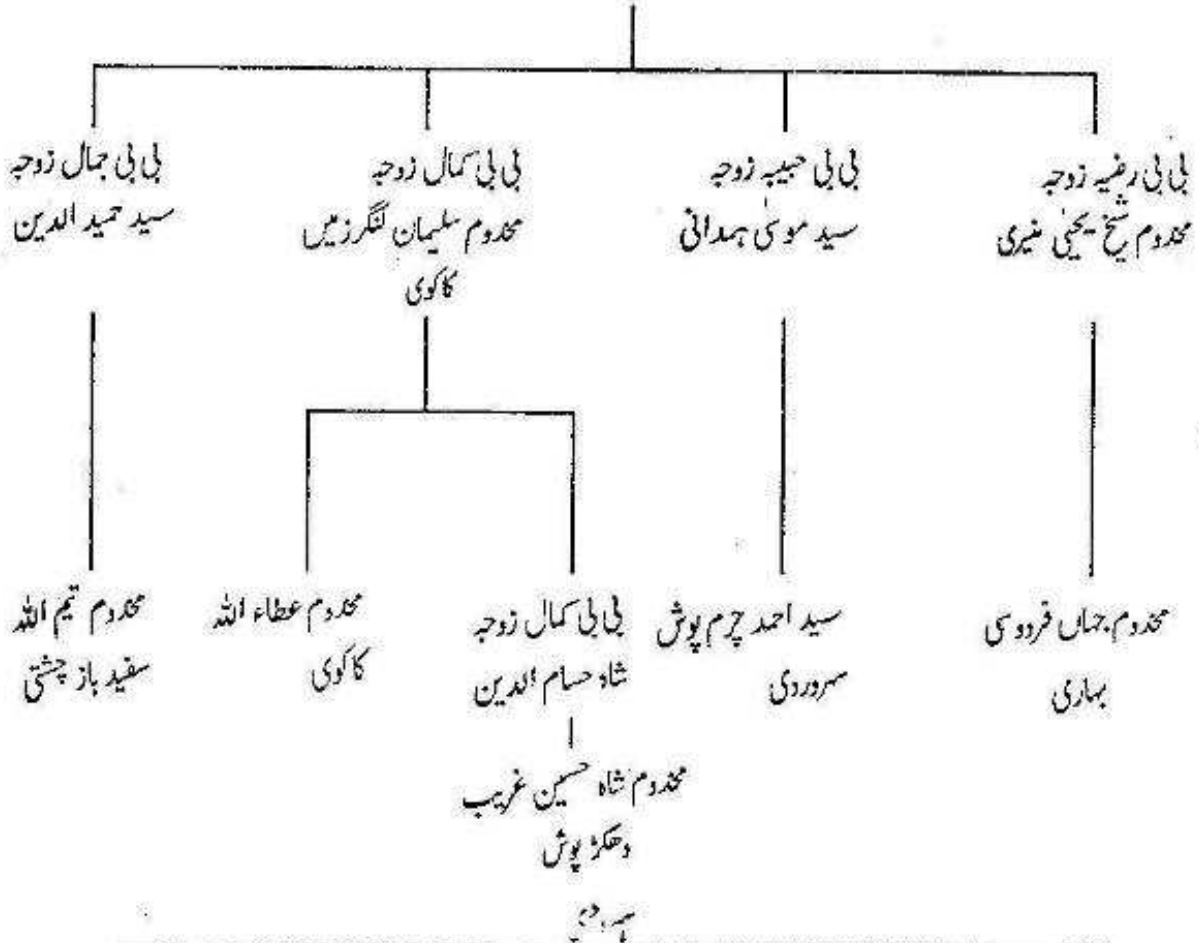 بی بی رضیہ زوجہ
مخدوم شیخ یحییٰ منیری
بی بی حبیبہ زوجہ
سید موسیٰ ہمدانی
بی بی کمال زوجہ
مخدوم سلیمان لنگر زمیں
کاکوی
بی بی جمال زوجہ
سید حمید الدین
مخدوم جہاں فردوسی
بہاری
سید احمد چرم پوش
سروردی
بی بی کمال زوجہ
شاہ حسام الدین
مخدوم عطاء اللہ
کاکوی
مخدوم تیم اللہ
سفید باز چشتی
مخدوم شاہ حسین غریب
دھکڑ پوش